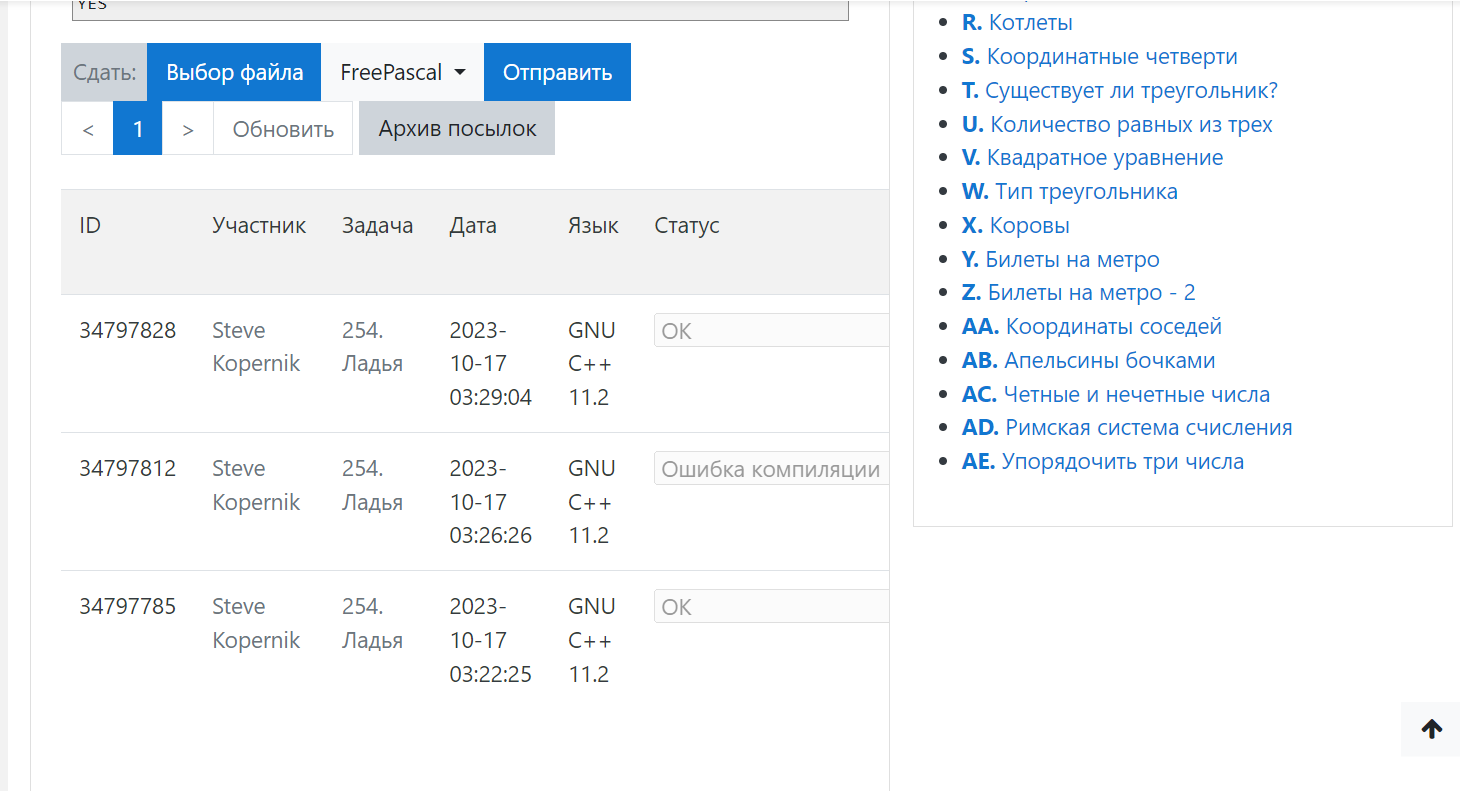 YES
Сдать: Выбор файла FreePascal Отправить
< 1 > Обновить Архив посылок
ID Участник Задача Дата Язык Статус
34797828 Steve 254. 2023- GNU OK
Kopernik Ладья 10-17 C++
03:29:04 11.2
34797812 Steve 254. 2023- GNU Ошибка компиляции
Kopernik Ладья 10-17 C++
03:26:26 11.2
34797785 Steve 254. 2023- GNU OK
Kopernik Ладья 10-17 C++
03:22:25 11.2
R. Котлеты
S. Координатные четверти
T. Существует ли треугольник?
U. Количество равных из трех
V. Квадратное уравнение
W. Тип треугольника
X. Коровы
Y. Билеты на метро
Z. Билеты на метро - 2
AA. Координаты соседей
AB. Апельсины бочками
AC. Четные и нечетные числа
AD. Римская система счисления
AE. Упорядочить три числа